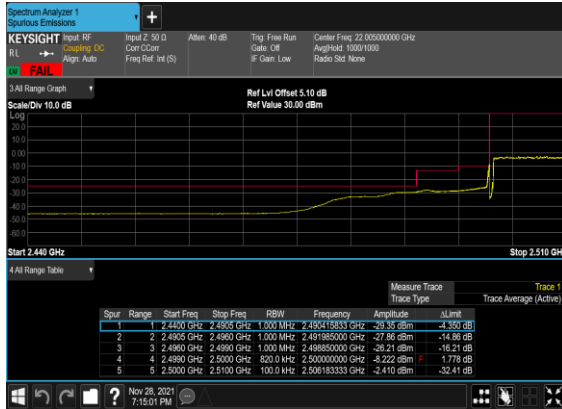 Spectrum Analyzer 1
Spurious Emissions
KEYSIGHT Input: RF Input Z: 50 Ω Atten: 40 dB Trig: Free Run Center Freq: 22.005000000 GHz
RL Coupling: DC Corr CCorr Gate: Off Avg|Hold: 1000/1000
Align: Auto Freq Ref: Int (S) IF Gain: Low Radio Std: None
LV FAIL
3 All Range Graph Ref Lvl Offset 5.10 dB
Scale/Div 10.0 dB Ref Value 30.00 dBm
Log
20.0
10.0
0.00
-10.0
-20.0
-30.0
-40.0
-50.0
-60.0
Start 2.440 GHz Stop 2.510 GH
4 All Range Table
Measure Trace Trace 1
Trace Type Trace Average (Active)
Spur Range Start Freq Stop Freq RBW Frequency Amplitude ΔLimit
1 1 2.4400 GHz 2.4905 GHz 1.000 MHz 2.490415833 GHz -29.35 dBm -4.350 dB
2 2 2.4905 GHz 2.4960 GHz 1.000 MHz 2.491985000 GHz -27.86 dBm -14.86 dB
3 3 2.4960 GHz 2.4990 GHz 1.000 MHz 2.498850000 GHz -26.21 dBm -16.21 dB
4 4 2.4990 GHz 2.5000 GHz 820.0 kHz 2.500000000 GHz -8.222 dBm F 1.778 dB
5 5 2.5000 GHz 2.5100 GHz 100.0 kHz 2.506183333 GHz -2.410 dBm -32.41 dB
Nov 28, 2021
7:15:01 PM